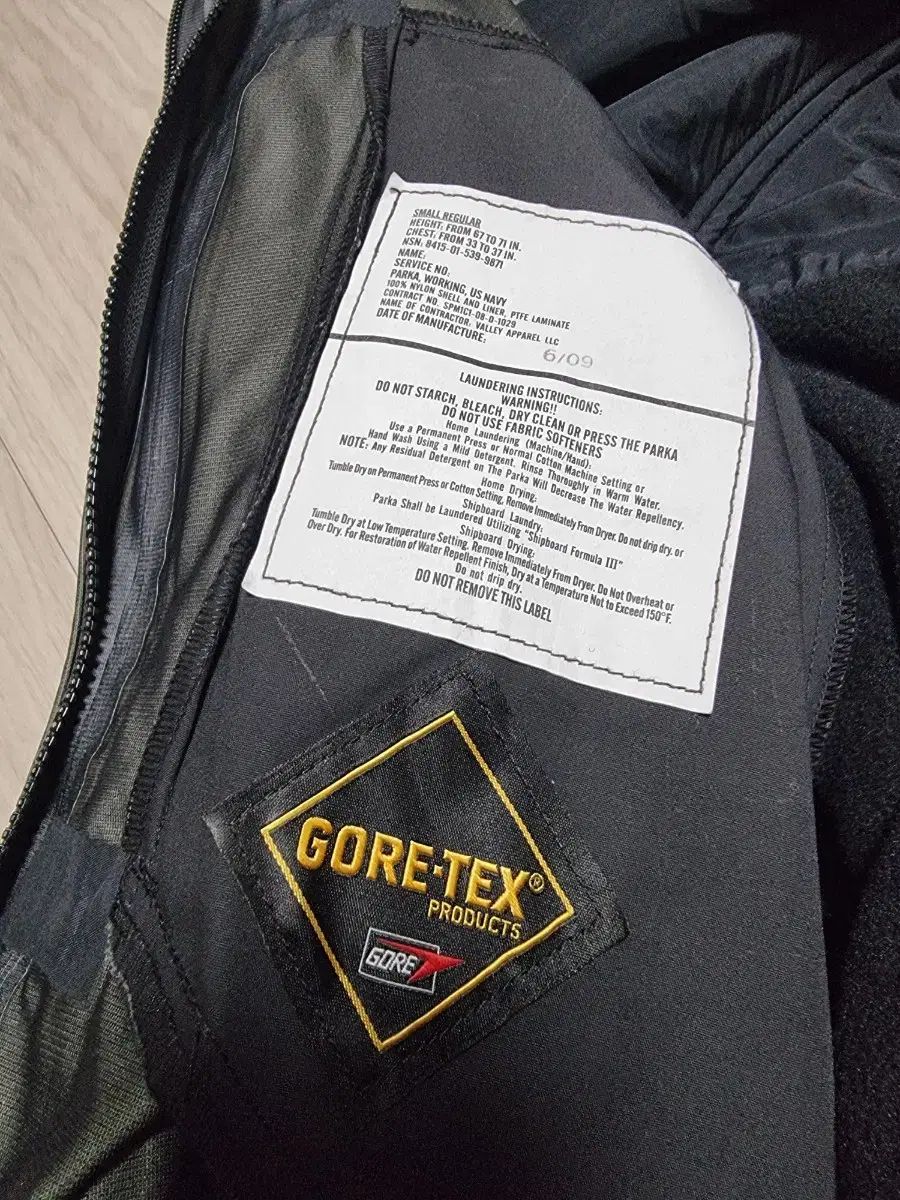 SMALL REGULAR
HEIGHT: FROM 67 TO 71 IN.
CHEST: FROM 33 TO 37 IN.
NSN: 8415-01-539-9871
NAME:
SERVICE NO:
PARKA, WORKING, US NAVY
100% NYLON SHELL AND LINER, PTFE LAMINATE
CONTRACT NO. SPM1C1-08-D-1029
NAME OF CONTRACTOR: VALLEY APPAREL LLC
DATE OF MANUFACTURE: 6/09
LAUNDERING INSTRUCTIONS:
WARNING!!
DO NOT STARCH, BLEACH, DRY CLEAN OR PRESS THE PARKA
DO NOT USE FABRIC SOFTENERS
Home Laundering (Machine/Hand):
Use a Permanent Press or Normal Cotton Machine Setting or
Hand Wash Using a Mild Detergent. Rinse Thoroughly in Warm Water.
NOTE: Any Residual Detergent on The Parka Will Decrease The Water Repellency.
Home Drying:
Tumble Dry on Permanent Press or Cotton Setting, Remove Immediately From Dryer. Do not drip dry. or
Shipboard Laundry:
Parka Shall be Laundered Utilizing "Shipboard Formula III"
Shipboard Drying:
Tumble Dry at Low Temperature Setting. Remove Immediately From Dryer. Do Not Overheat or
Over Dry. For Restoration of Water Repellent Finish, Dry at a Temperature Not to Exceed 150°F.
Do not drip dry.
DO NOT REMOVE THIS LABEL
GORE-TEX®
PRODUCTS
GORE